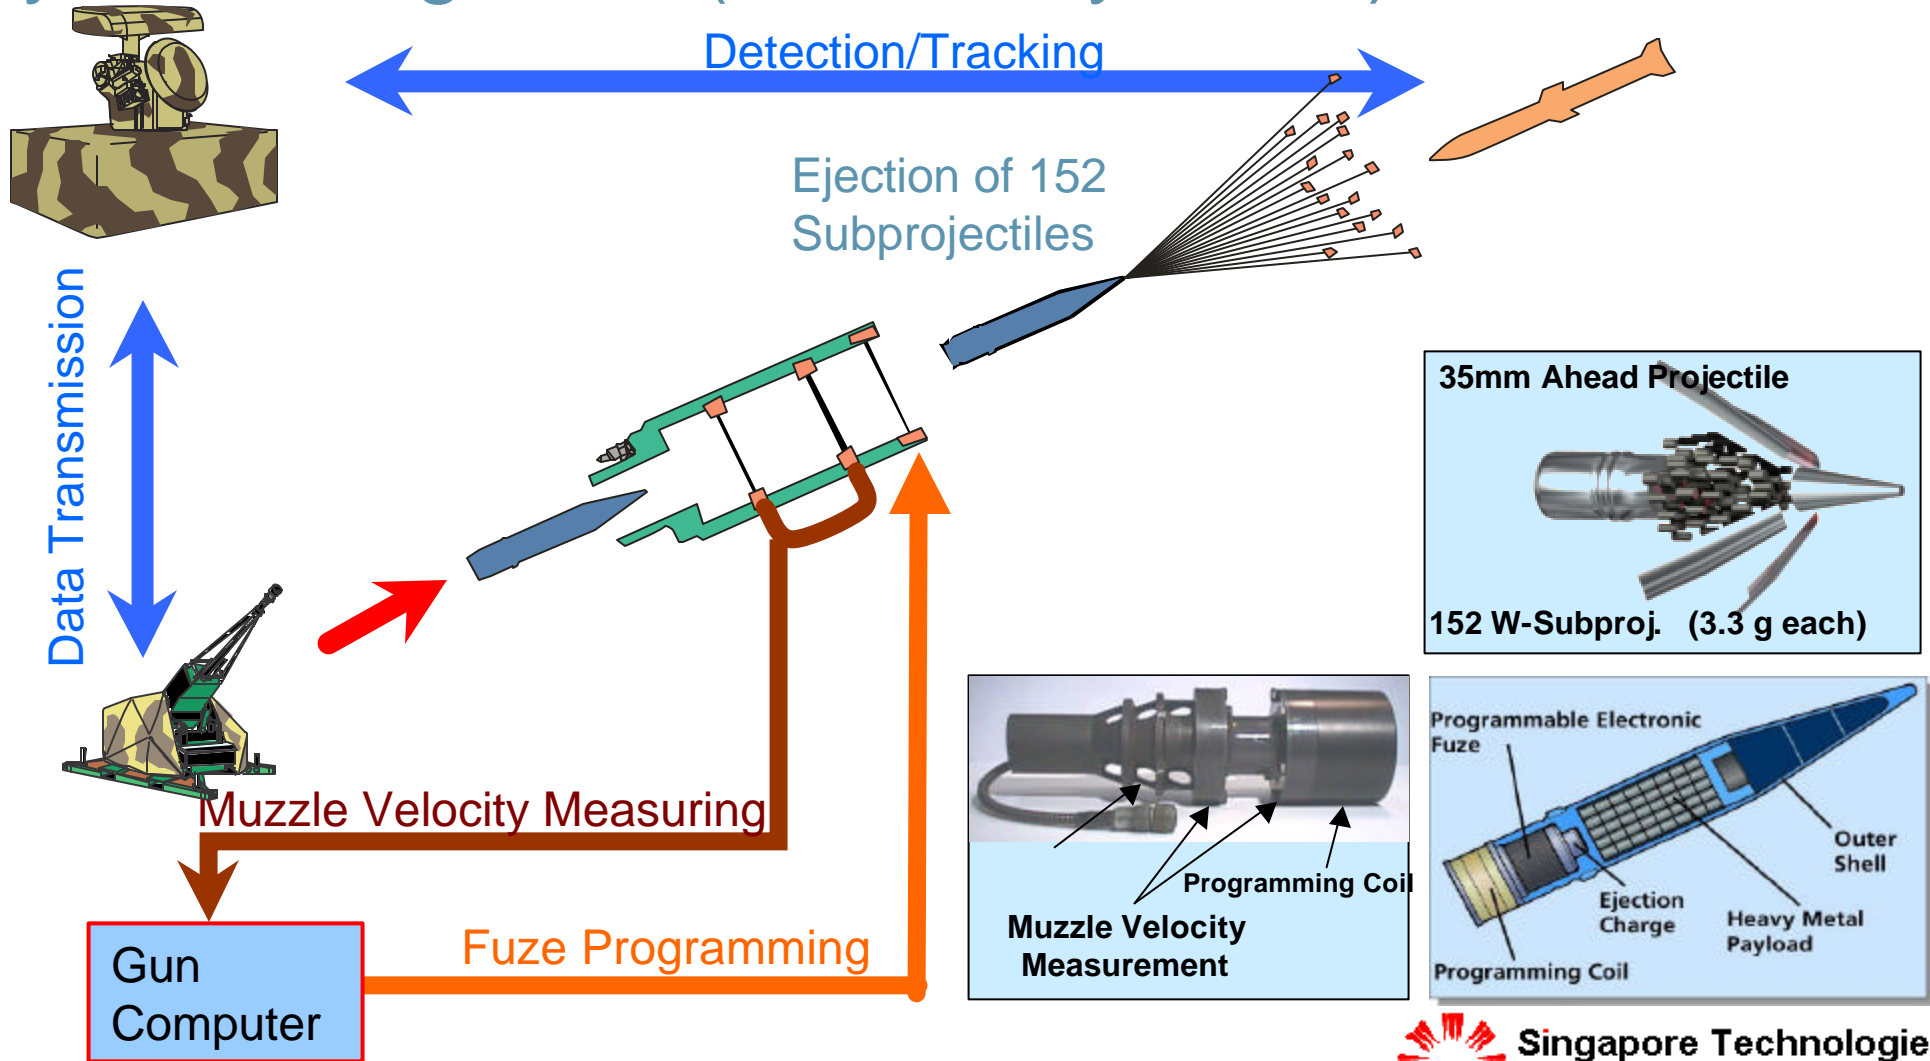 Detection/Tracking
Ejection of 152
Subprojectiles
Data Transmission
35mm Ahead Projectile
152 W-Subproj. (3.3 g each)
Muzzle Velocity Measuring
Gun
Computer
Fuze Programming
Programming Coil
Muzzle Velocity
Measurement
Programmable Electronic
Fuze
Outer
Shell
Ejection
Charge
Heavy Metal
Payload
Programming Coil
Singapore Technologie